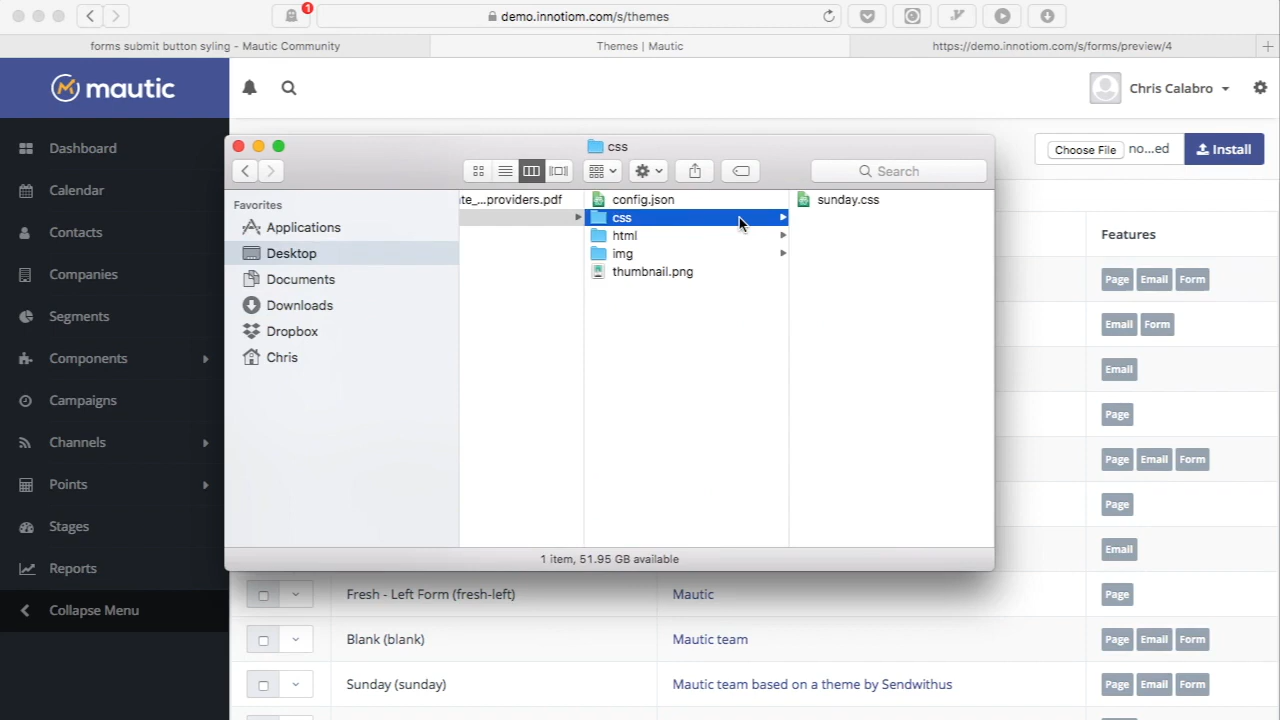 1
demo.innotiom.com/s/themes
forms submit button syling - Mautic Community
Themes | Mautic
https://demo.innotiom.com/s/forms/preview/4
mautic
Chris Calabro
Dashboard
Calendar
Contacts
Companies
Segments
Components
Campaigns
Channels
Points
Stages
Reports
Collapse Menu
css
Search
Favorites
Applications
Desktop
Documents
Downloads
Dropbox
Chris
te_...providers.pdf
config.json
css
html
img
thumbnail.png
sunday.css
1 item, 51.95 GB available
Choose File no...ed
Install
Features
Page Email Form
Email Form
Email
Page
Page Email Form
Page
Email
Fresh - Left Form (fresh-left) Mautic Page
Blank (blank) Mautic team Page Email Form
Sunday (sunday) Mautic team based on a theme by Sendwithus Page Email Form